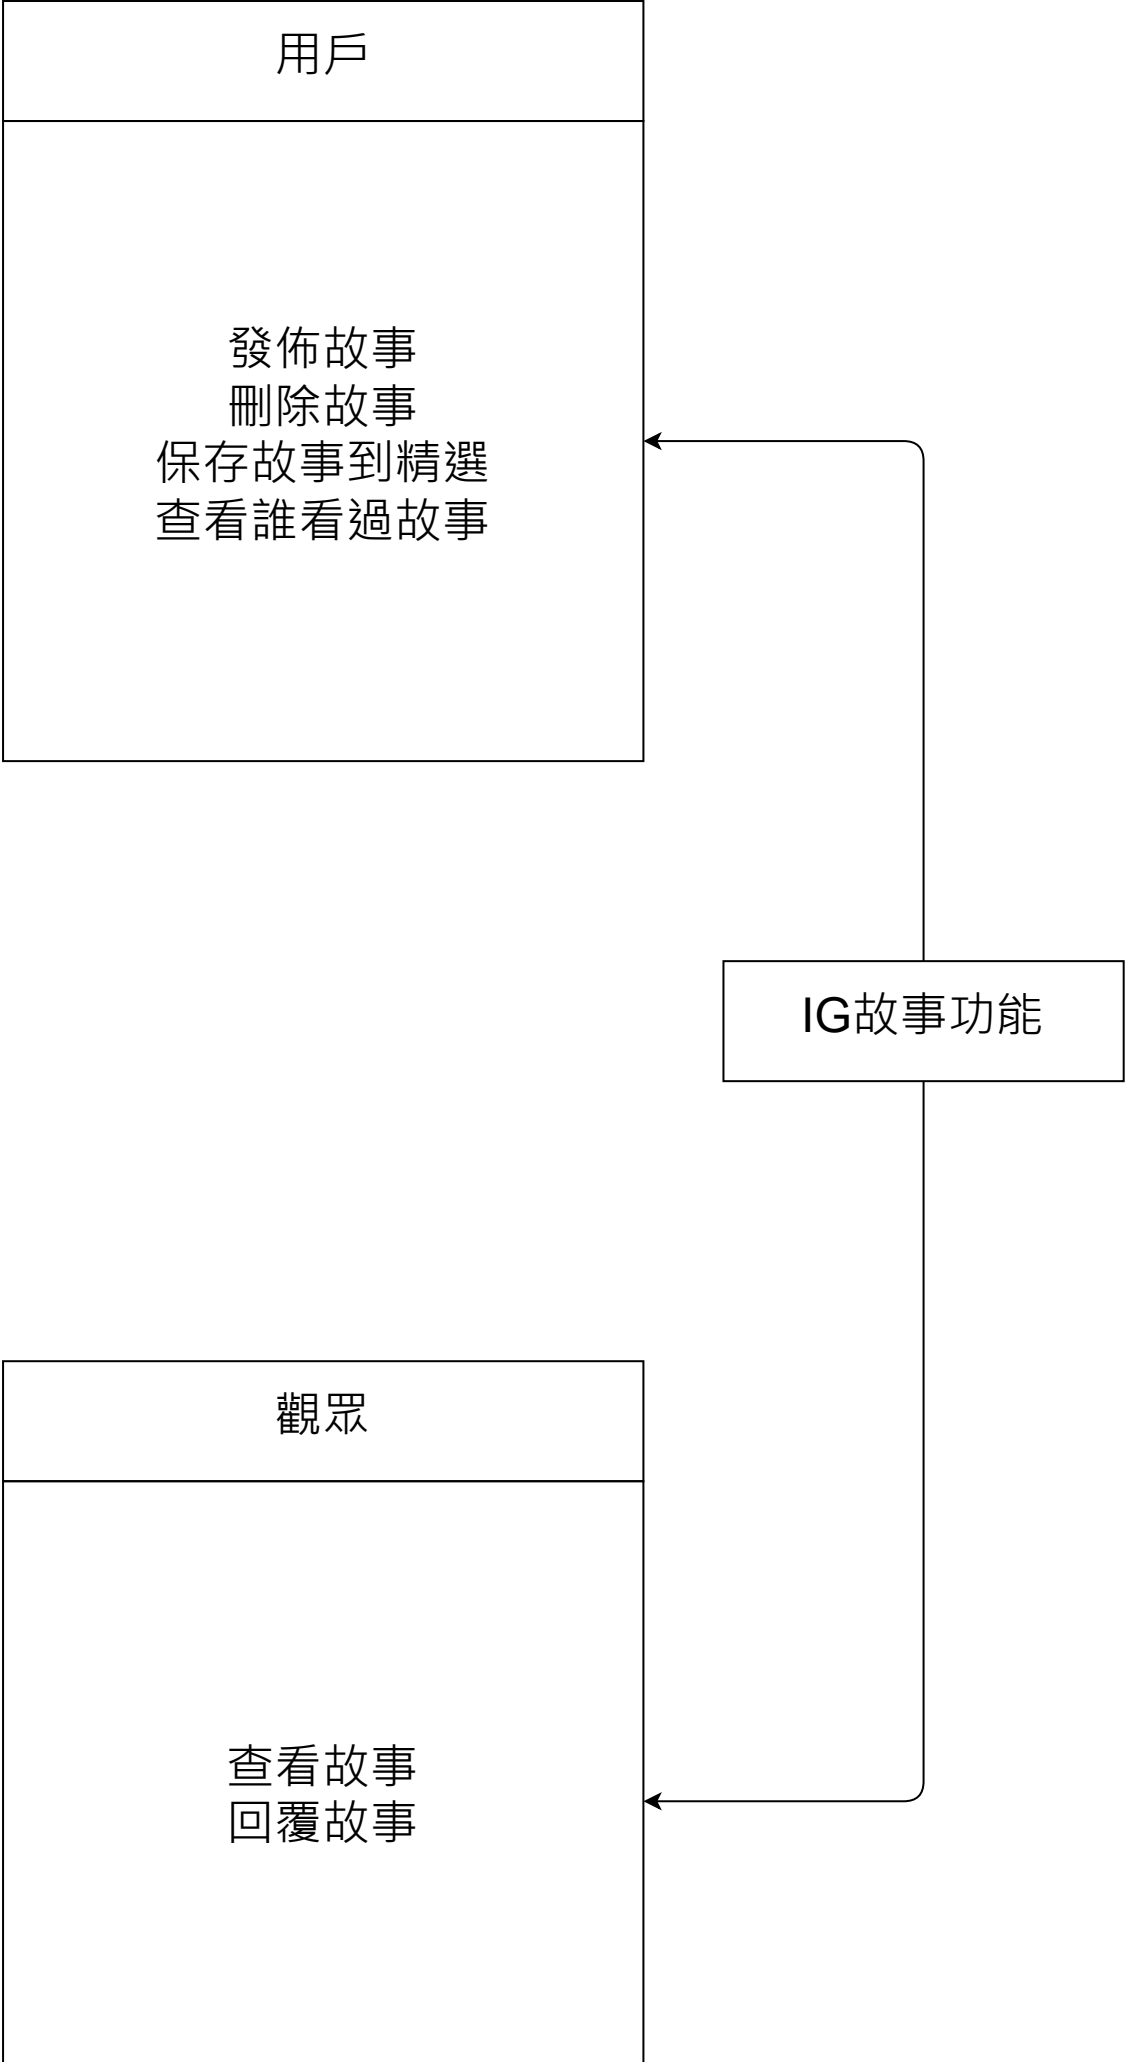 用戶
發佈故事
刪除故事
保存故事到精選
查看誰看過故事
IG故事功能
觀眾
查看故事
回覆故事